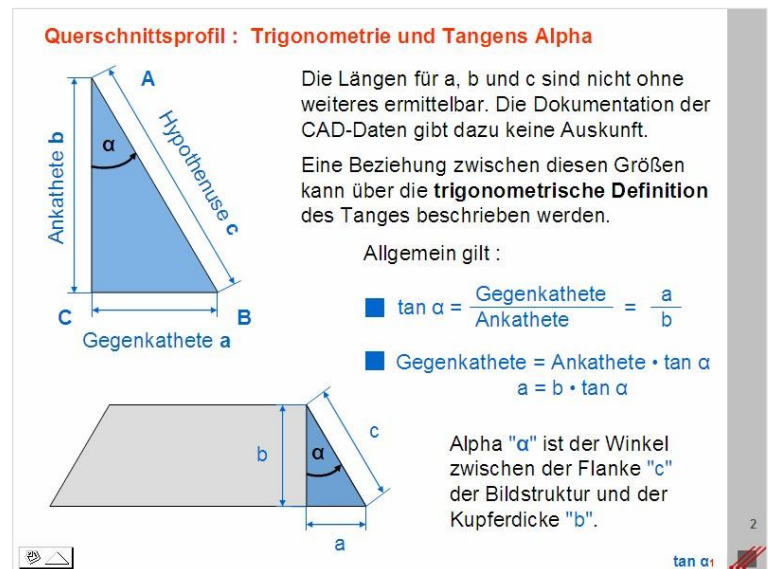 Querschnittsprofil : Trigonometrie und Tangens Alpha
A
α
Ankathete b
Hypothenuse c
C
B
Gegenkathete a
Die Längen für a, b und c sind nicht ohne
weiteres ermittelbar. Die Dokumentation der
CAD-Daten gibt dazu keine Auskunft.
Eine Beziehung zwischen diesen Größen
kann über die trigonometrische Definition
des Tanges beschrieben werden.
Allgemein gilt :
tan α = Gegenkathete / Ankathete = a / b
Gegenkathete = Ankathete • tan α
a = b • tan α
b
α
c
a
Alpha "α" ist der Winkel
zwischen der Flanke "c"
der Bildstruktur und der
Kupferdicke "b".
2
tan α1